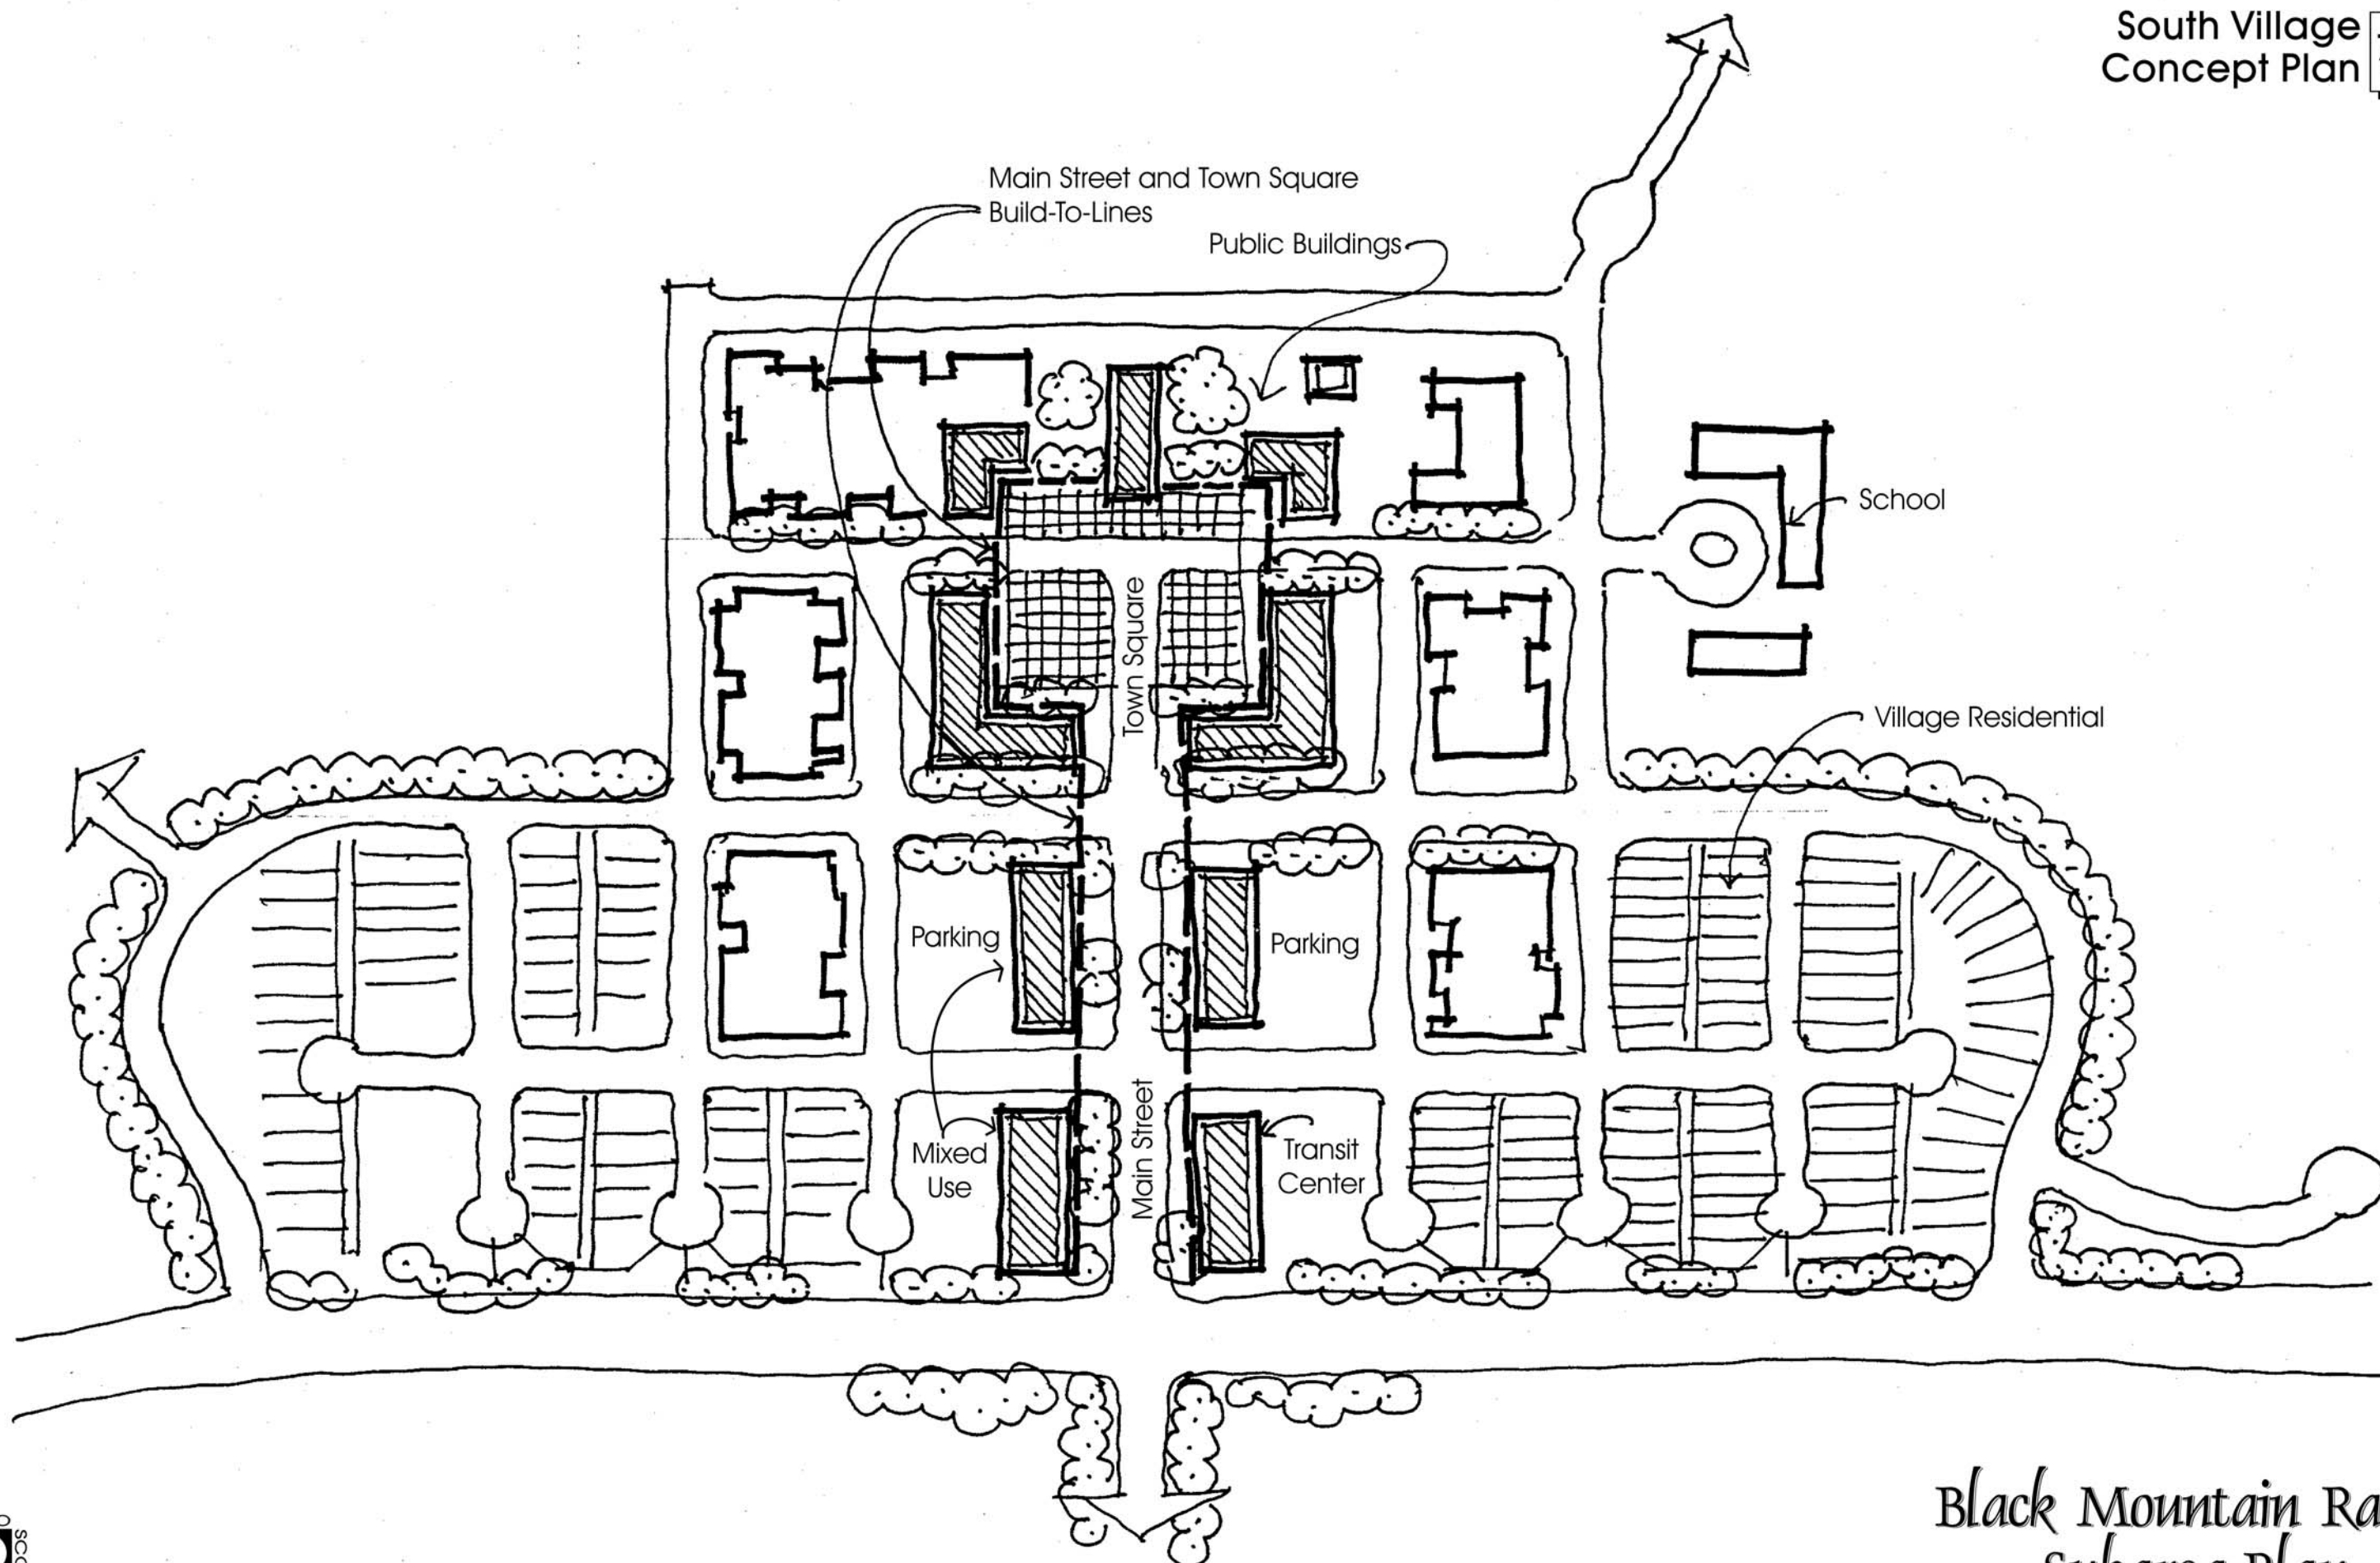 South Village
Concept Plan
Main Street and Town Square
Build-To-Lines
Public Buildings
School
Town Square
Village Residential
Parking
Parking
Mixed
Use
Main Street
Transit
Center
Black Mountain Ra